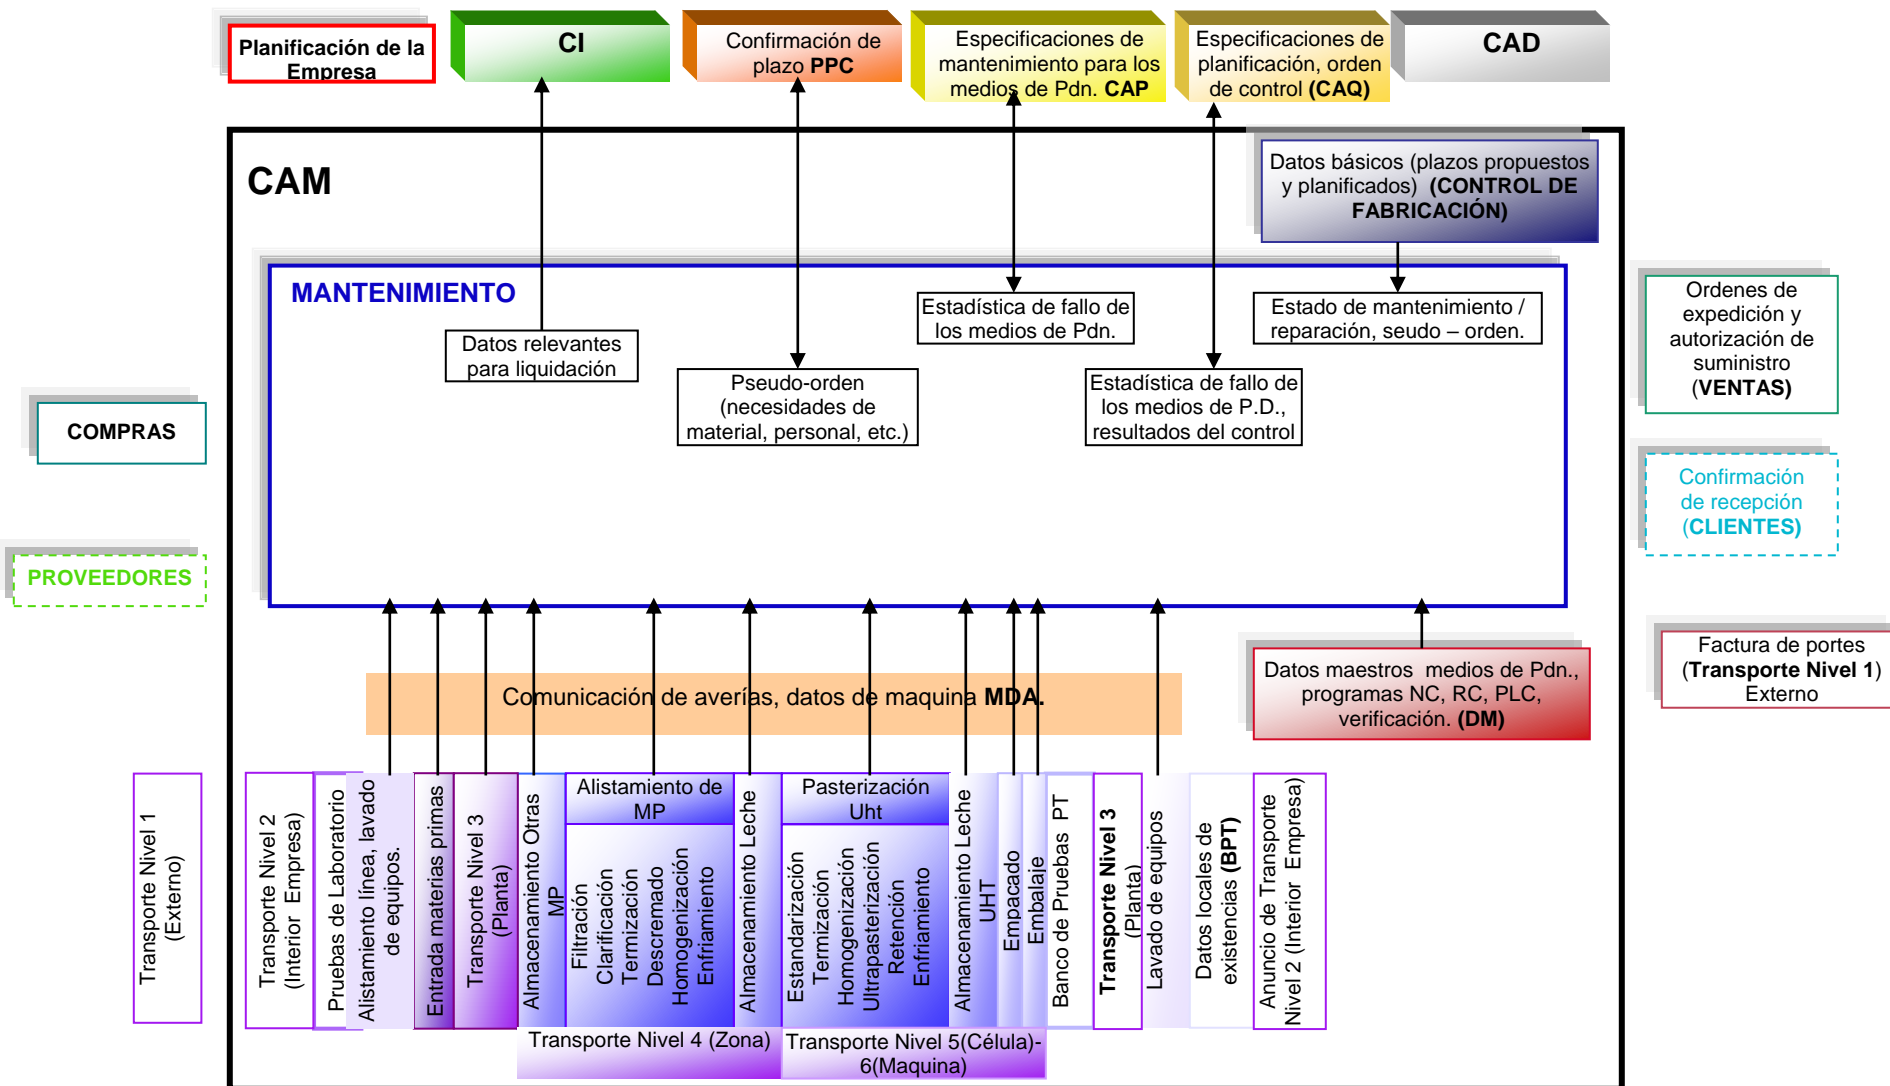 Planificación de la
Empresa
CI
Confirmación de
plazo PPC
Especificaciones de
mantenimiento para los
medios de Pdn. CAP
Especificaciones de
planificación, orden
de control (CAQ)
CAD
CAM
Datos básicos (plazos propuestos
y planificados) (CONTROL DE
FABRICACIÓN)
MANTENIMIENTO
Datos relevantes
para liquidación
Pseudo-orden
(necesidades de
material, personal, etc.)
Estadística de fallo de
los medios de Pdn.
Estadística de fallo de
los medios de P.D.,
resultados del control
Estado de mantenimiento /
reparación, seudo – orden.
COMPRAS
PROVEEDORES
Ordenes de
expedición y
autorización de
suministro
(VENTAS)
Confirmación
de recepción
(CLIENTES)
Factura de portes
(Transporte Nivel 1)
Externo
Comunicación de averías, datos de maquina MDA.
Datos maestros medios de Pdn.,
programas NC, RC, PLC,
verificación. (DM)
Transporte Nivel 1
(Externo)
Transporte Nivel 2
(Interior Empresa)
Pruebas de Laboratorio
Alistamiento línea, lavado
de equipos.
Entrada materias primas
Transporte Nivel 3
(Planta)
Almacenamiento Otras
MP
Alistamiento de
MP
Filtración
Clarificación
Termización
Descremado
Homogenización
Enfriamiento
Almacenamiento Leche
Pasterización
Uht
Estandarización
Termización
Homogenización
Ultrapasterización
Retención
Enfriamiento
Almacenamiento Leche
UHT
Empacado
Embalaje
Banco de Pruebas PT
Transporte Nivel 3
(Planta)
Lavado de equipos
Datos locales de
existencias (BPT)
Anuncio de Transporte
Nivel 2 (Interior Empresa)
Transporte Nivel 4 (Zona)
Transporte Nivel 5(Célula)-
6(Maquina)